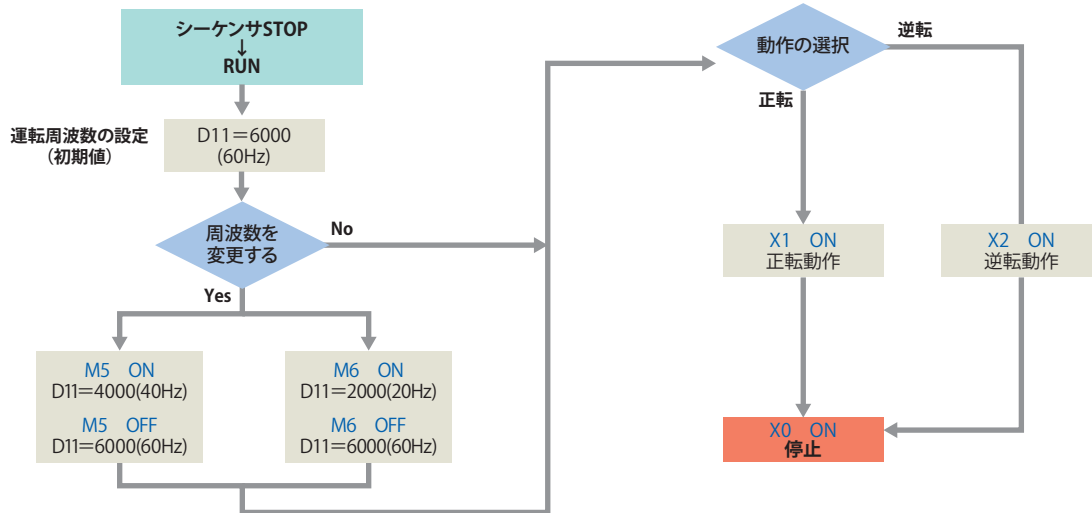 シーケンサSTOP
↓
RUN
運転周波数の設定
（初期値）
D11＝6000
(60Hz)
周波数を
変更する
No
Yes
M5　ON
D11＝4000(40Hz)
M5　OFF
D11＝6000(60Hz)
M6　ON
D11＝2000(20Hz)
M6　OFF
D11＝6000(60Hz)
動作の選択
逆転
正転
X1　ON
正転動作
X2　ON
逆転動作
X0　ON
停止